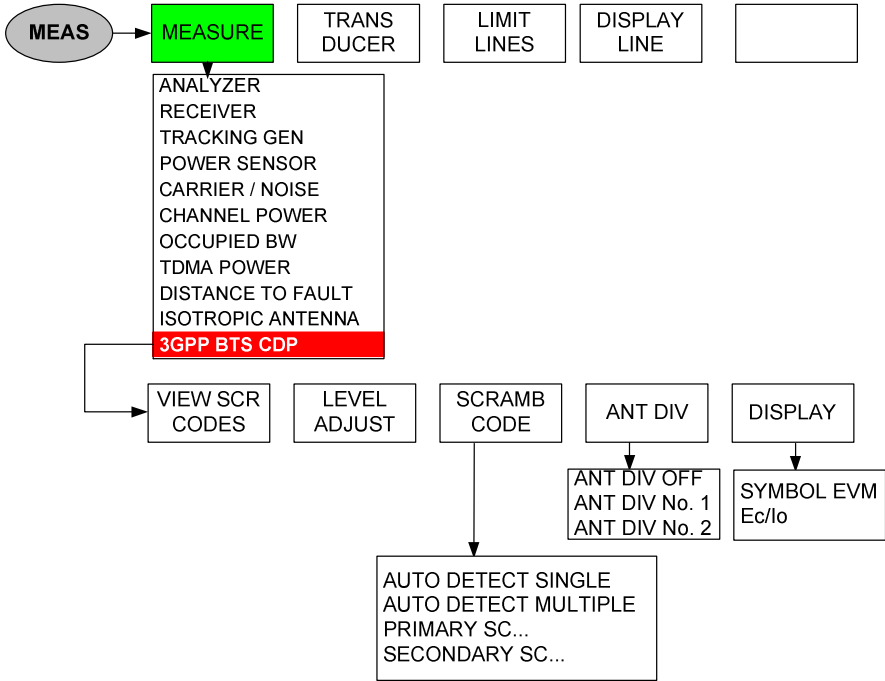 MEAS
MEASURE
TRANS
DUCER
LIMIT
LINES
DISPLAY
LINE
ANALYZER
RECEIVER
TRACKING GEN
POWER SENSOR
CARRIER / NOISE
CHANNEL POWER
OCCUPIED BW
TDMA POWER
DISTANCE TO FAULT
ISOTROPIC ANTENNA
3GPP BTS CDP
VIEW SCR
CODES
LEVEL
ADJUST
SCRAMB
CODE
ANT DIV
DISPLAY
ANT DIV OFF
ANT DIV No. 1
ANT DIV No. 2
SYMBOL EVM
Ec/Io
AUTO DETECT SINGLE
AUTO DETECT MULTIPLE
PRIMARY SC...
SECONDARY SC...